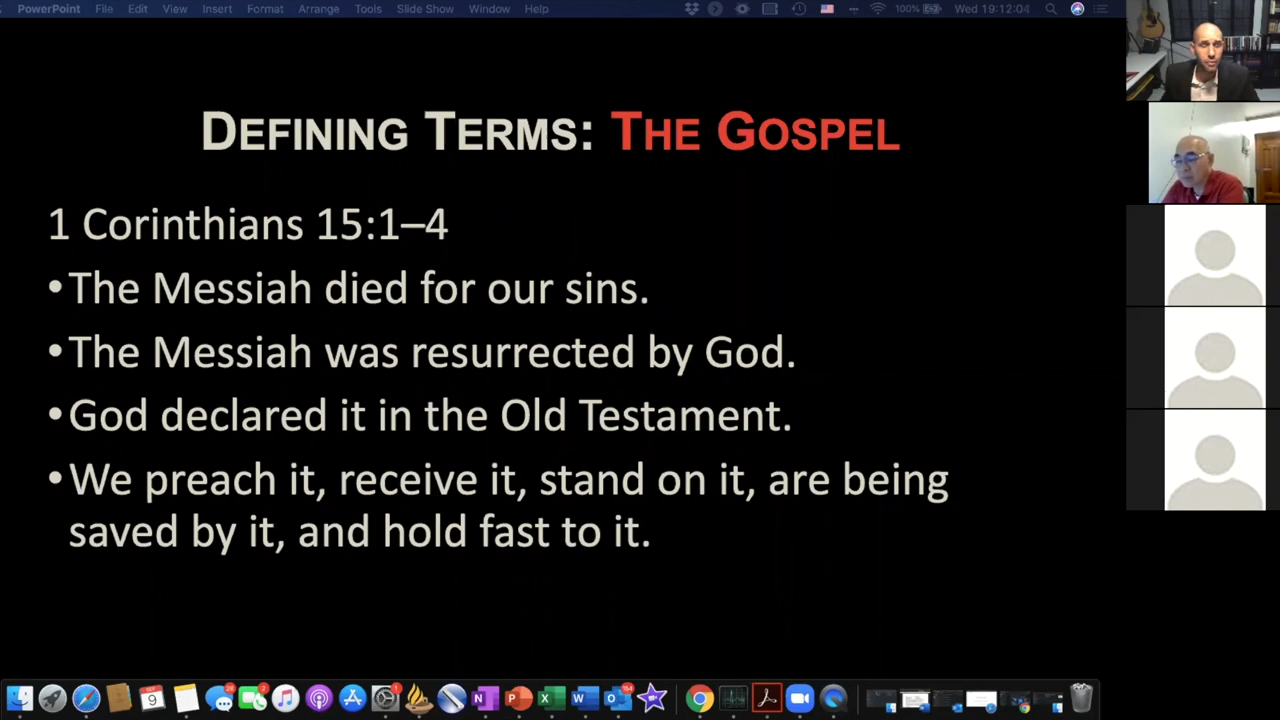 PowerPoint File Edit View Insert Format Arrange Tools Slide Show Window Help 100% Wed 19:12:04
DEFINING TERMS: THE GOSPEL
1 Corinthians 15:1–4
•The Messiah died for our sins.
•The Messiah was resurrected by God.
•God declared it in the Old Testament.
•We preach it, receive it, stand on it, are being
saved by it, and hold fast to it.
9